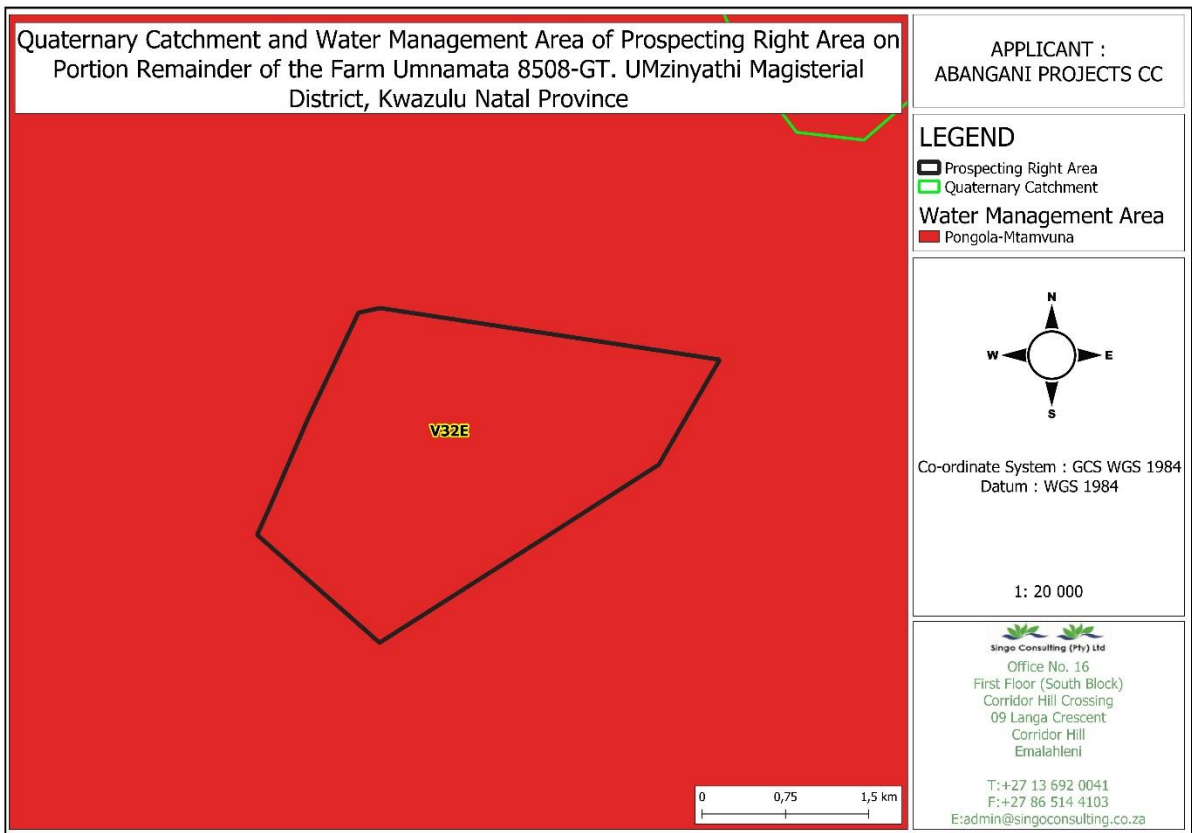 Quaternary Catchment and Water Management Area of Prospecting Right Area on
Portion Remainder of the Farm Umnamata 8508-GT. UMzinyathi Magisterial
District, Kwazulu Natal Province
V32E
0 0,75 1,5 km
APPLICANT :
ABANGANI PROJECTS CC
LEGEND
Prospecting Right Area
Quaternary Catchment
Water Management Area
Pongola-Mtamvuna
N
W E
S
Co-ordinate System : GCS WGS 1984
Datum : WGS 1984
1: 20 000
Singo Consulting (Pty) Ltd
Office No. 16
First Floor (South Block)
Corridor Hill Crossing
09 Langa Crescent
Corridor Hill
Emalahleni
T:+27 13 692 0041
F:+27 86 514 4103
E:admin@singoconsulting.co.za